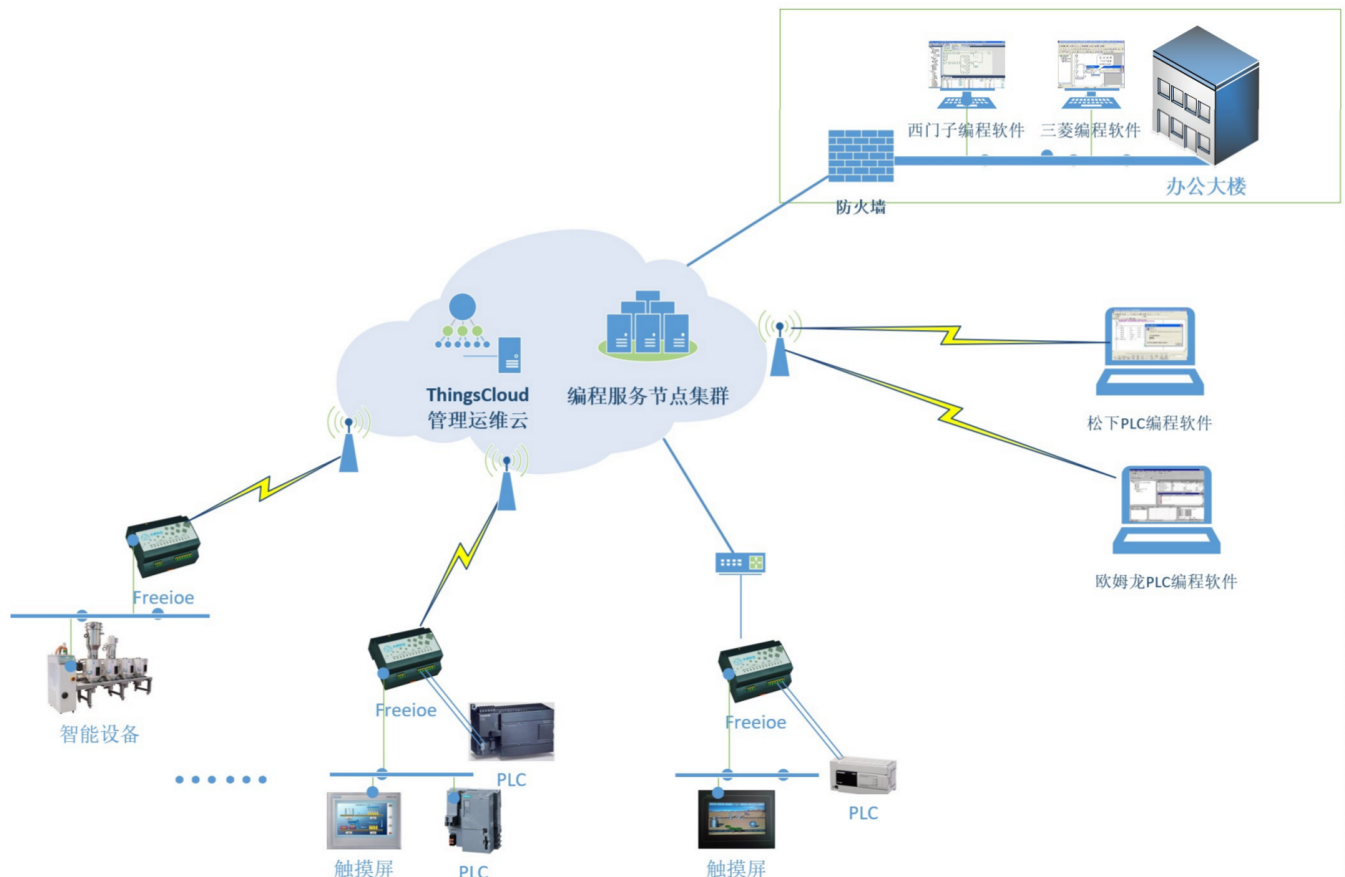 西门子编程软件
三菱编程软件
办公大楼
防火墙
ThingsCloud
管理运维云
编程服务节点集群
松下PLC编程软件
欧姆龙PLC编程软件
Freeioe
智能设备
Freeioe
PLC
触摸屏
PLC
Freeioe
PLC
触摸屏